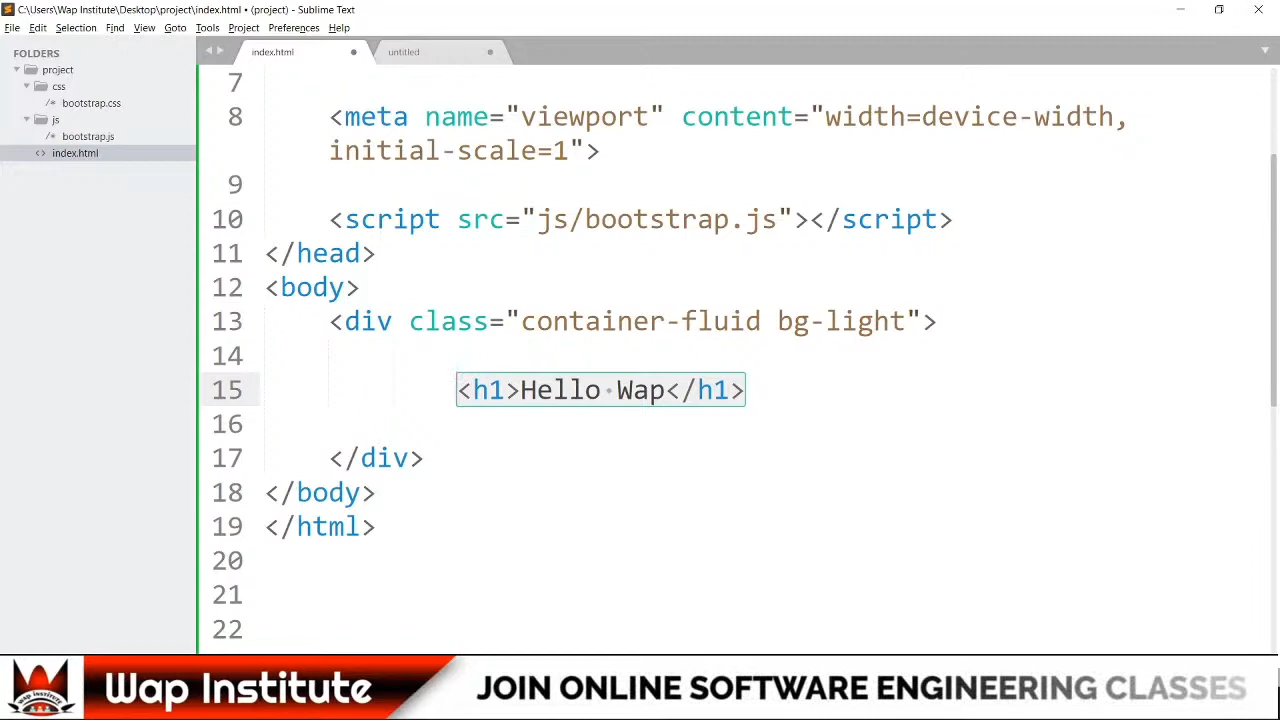 C:\Users\Wap Institute\Desktop\project\index.html • (project) - Sublime Text
File Edit Selection Find View Goto Tools Project Preferences Help
FOLDERS
project
css
/* bootstrap.css
js
/* bootstrap.js
<> index.html
index.html
untitled
7
8 <meta name="viewport" content="width=device-width,
initial-scale=1">
9
10 <script src="js/bootstrap.js"></script>
11 </head>
12 <body>
13 <div class="container-fluid bg-light">
14
15 <h1>Hello Wap</h1>
16
17 </div>
18 </body>
19 </html>
20
21
22
Wap Institute
JOIN ONLINE SOFTWARE ENGINEERING CLASSES